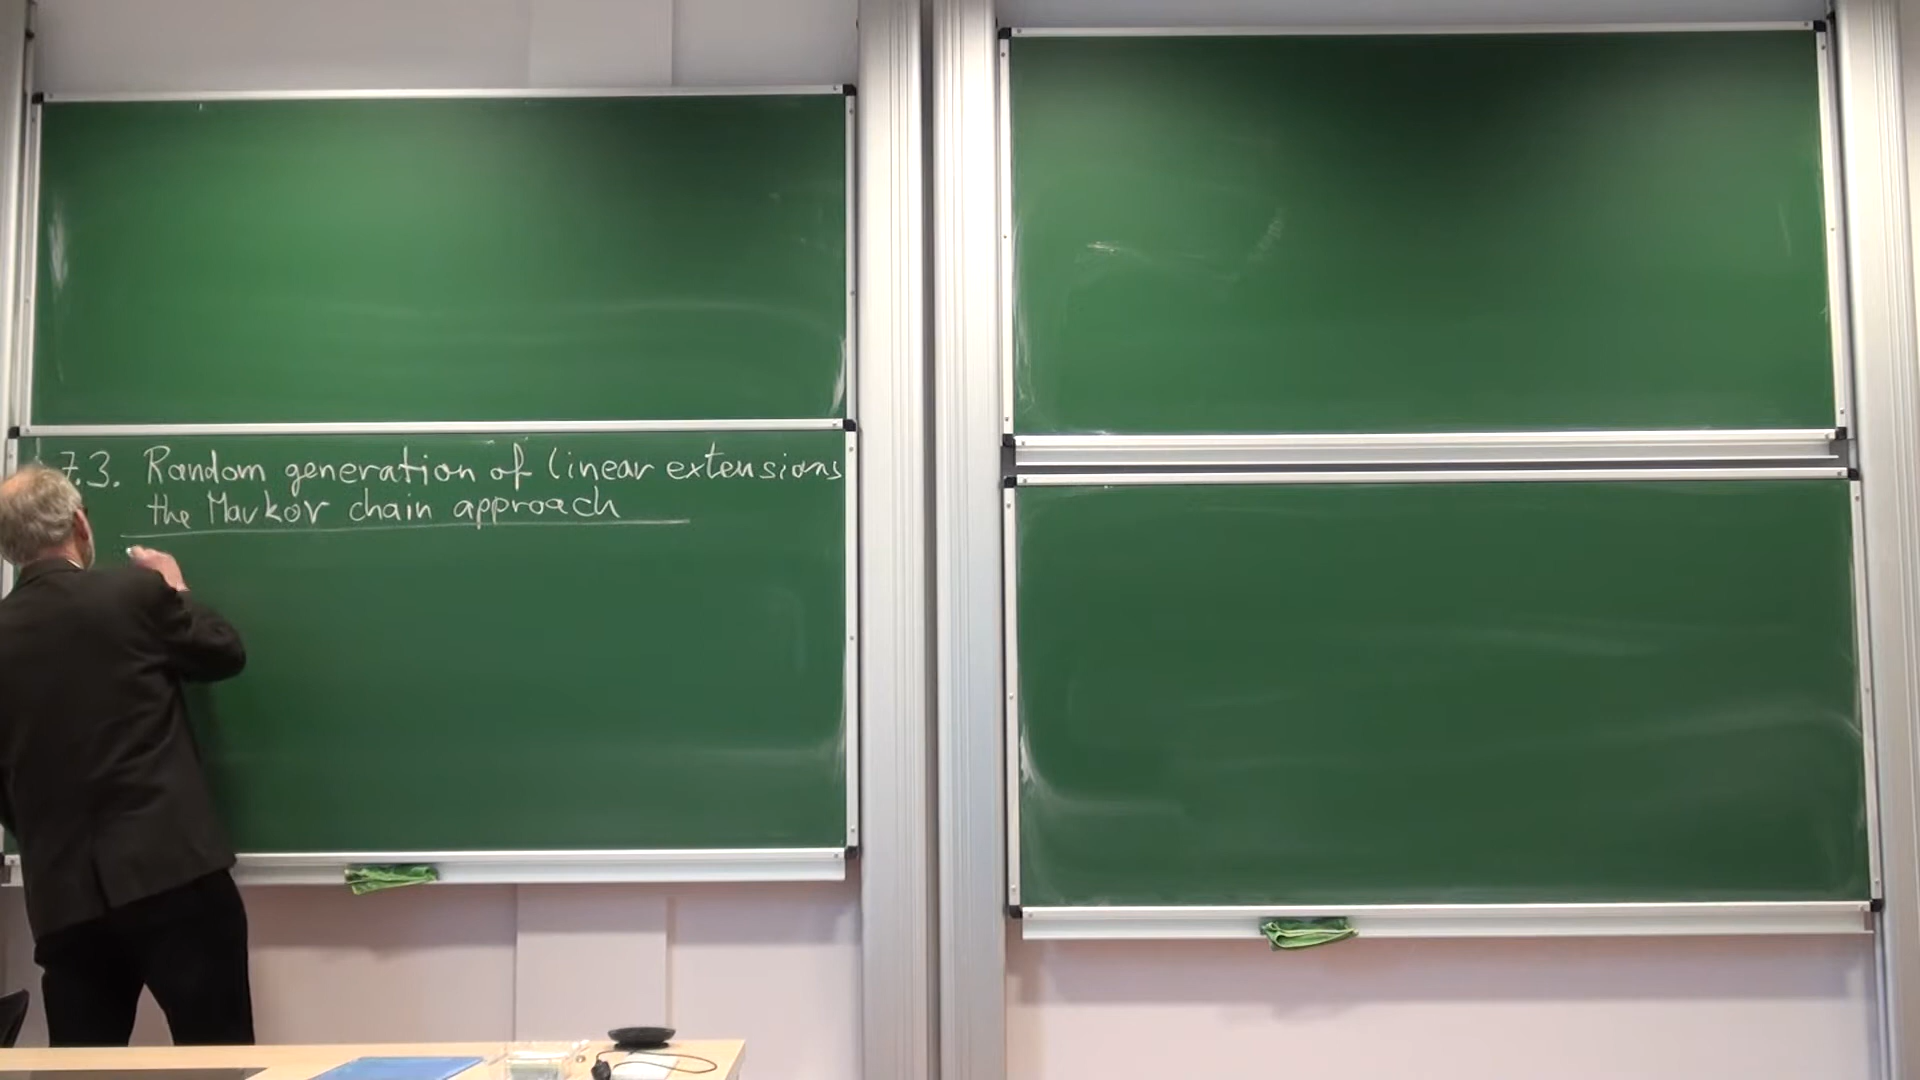 7.3. Random generation of linear extensions
the Markov chain approach